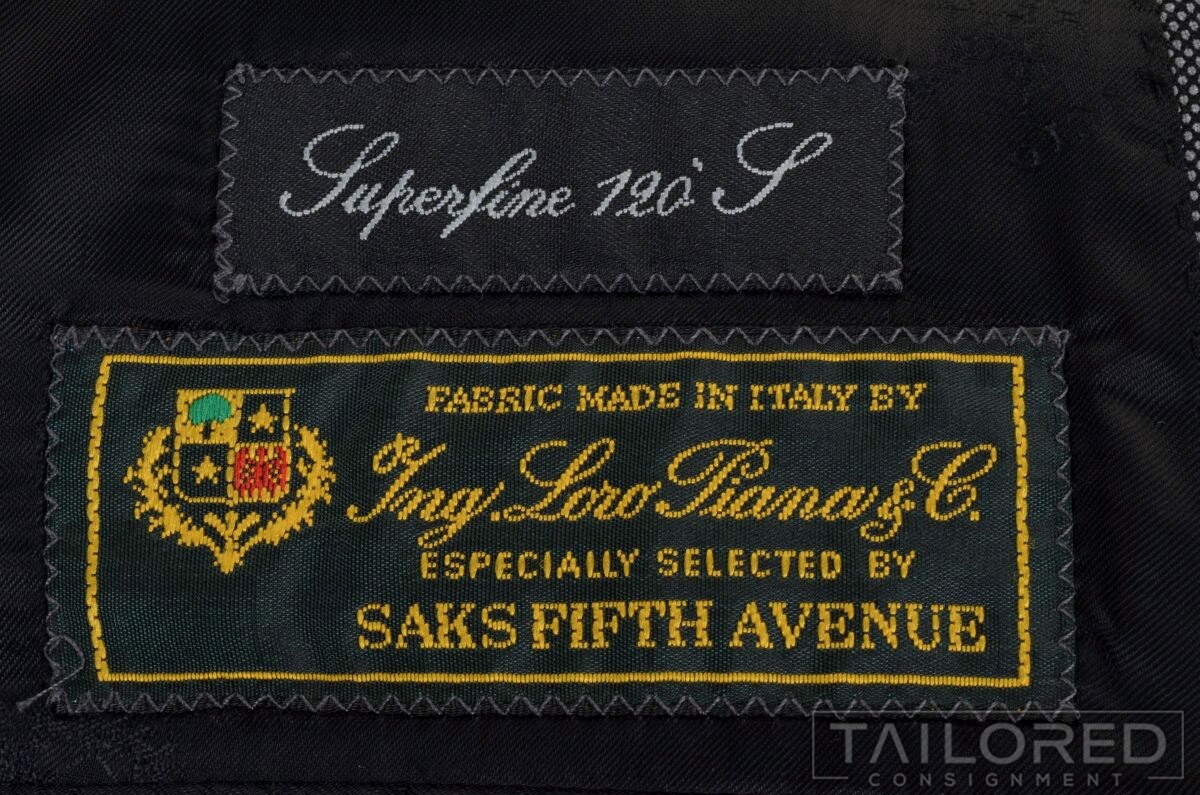 Superfine 120's
FABRIC MADE IN ITALY BY
Ing. Loro Piana & C.
ESPECIALLY SELECTED BY
SAKS FIFTH AVENUE
TAILORED
CONSIGNMENT